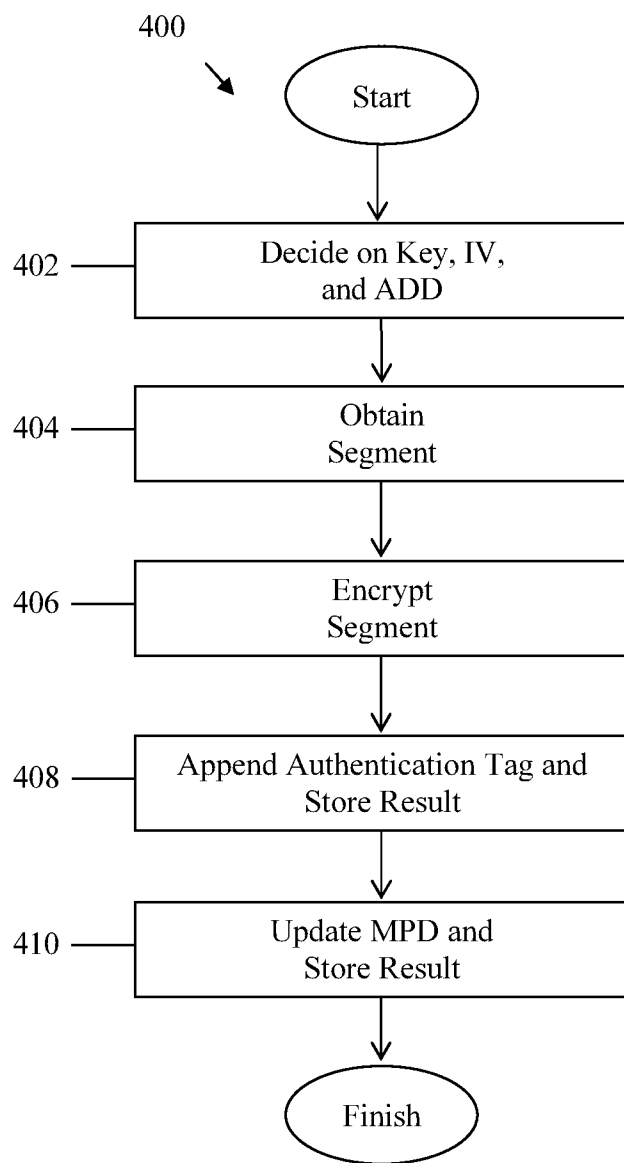 400
Start
402
Decide on Key, IV,
and ADD
404
Obtain
Segment
406
Encrypt
Segment
408
Append Authentication Tag and
Store Result
410
Update MPD and
Store Result
Finish